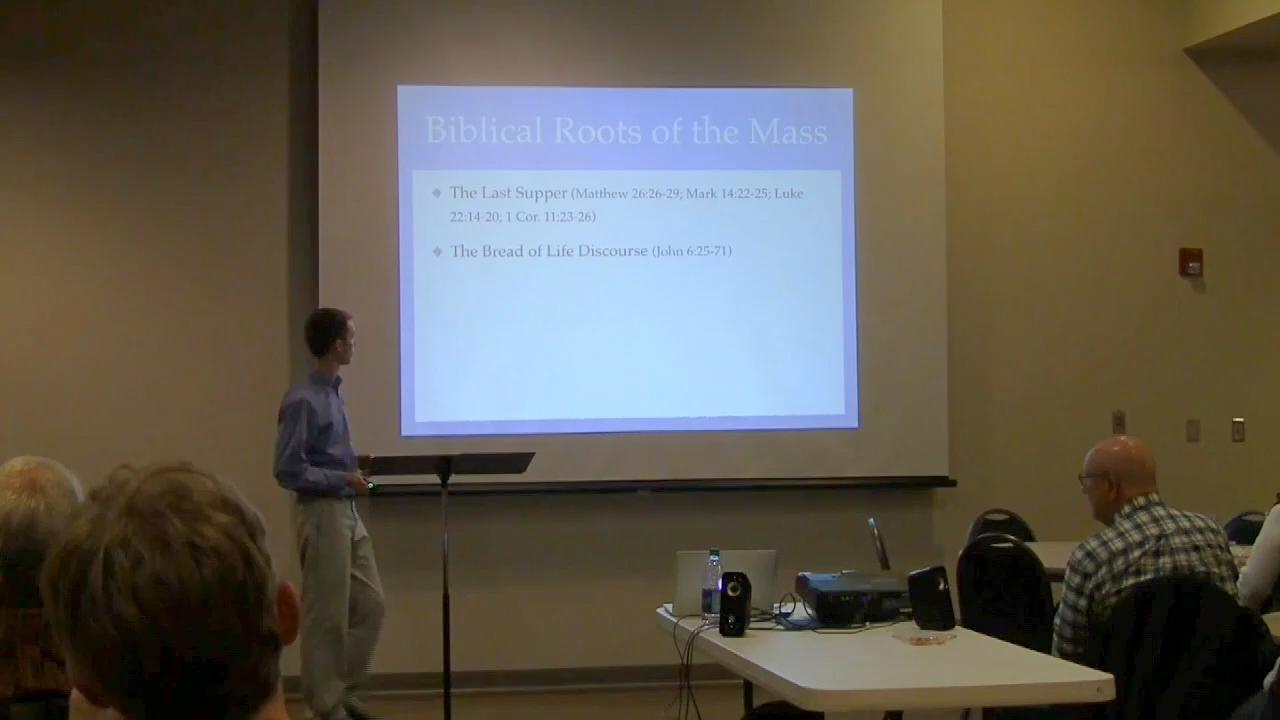 Biblical Roots of the Mass
The Last Supper (Matthew 26:26-29; Mark 14:22-25; Luke
22:14-20; 1 Cor. 11:23-26)
The Bread of Life Discourse (John 6:25-71)